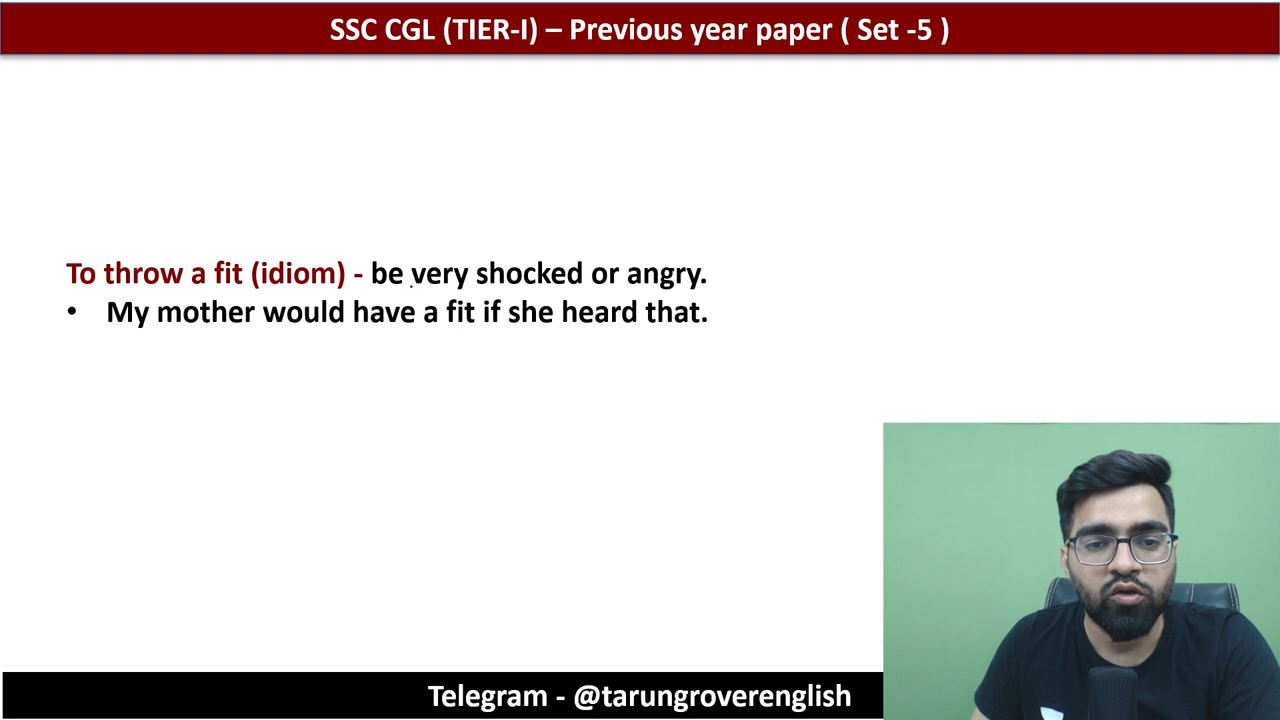 SSC CGL (TIER-I) – Previous year paper ( Set -5 )
To throw a fit (idiom) - be very shocked or angry.
• My mother would have a fit if she heard that.
Telegram - @tarungroverenglish